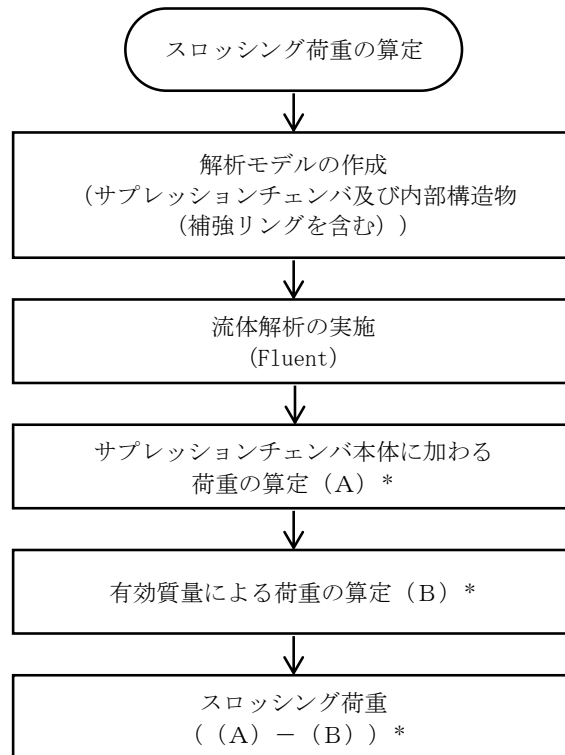 スロッシング荷重の算定
解析モデルの作成
（サプレッションチェンバ及び内部構造物
（補強リングを含む））
流体解析の実施
(Fluent)
サプレッションチェンバ本体に加わる
荷重の算定（Ａ）*
有効質量による荷重の算定（Ｂ）*
スロッシング荷重
（（Ａ）－（Ｂ））*